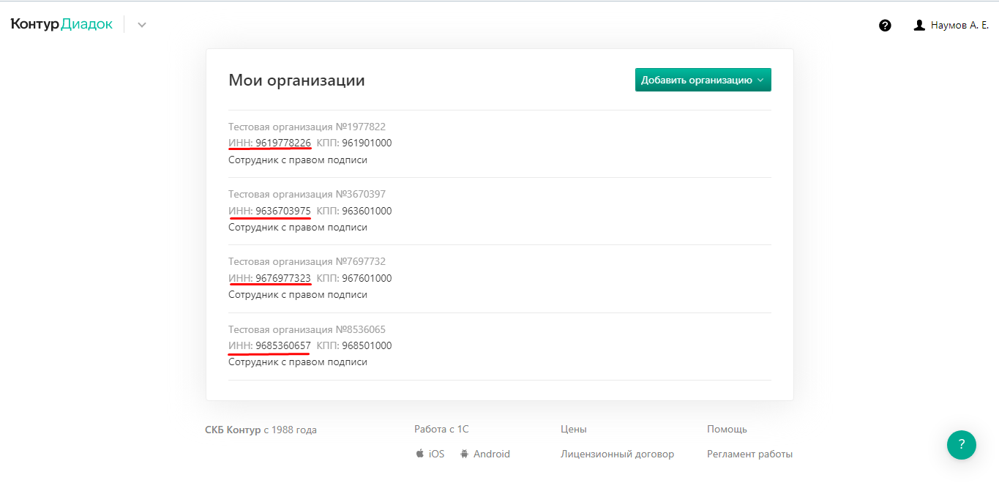 Контур Диадок
? Наумов А. Е.
Мои организации
Добавить организацию
Тестовая организация №1977822
ИНН: 9619778226 КПП: 961901000
Сотрудник с правом подписи
Тестовая организация №3670397
ИНН: 9636703975 КПП: 963601000
Сотрудник с правом подписи
Тестовая организация №7697732
ИНН: 9676977323 КПП: 967601000
Сотрудник с правом подписи
Тестовая организация №8536065
ИНН: 9685360657 КПП: 968501000
Сотрудник с правом подписи
СКБ Контур с 1988 года
Работа с 1С
iOS Android
Цены
Лицензионный договор
Помощь
Регламент работы
?